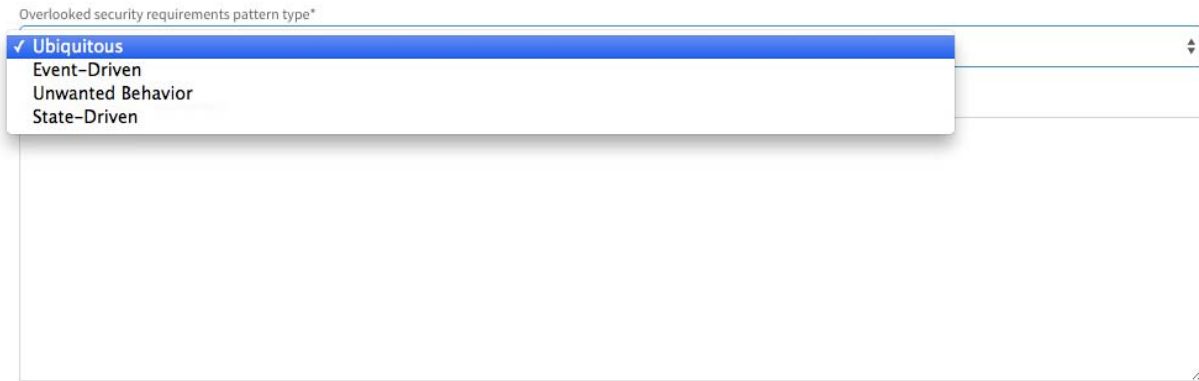 Overlooked security requirements pattern type*
✓ Ubiquitous
Event-Driven
Unwanted Behavior
State-Driven